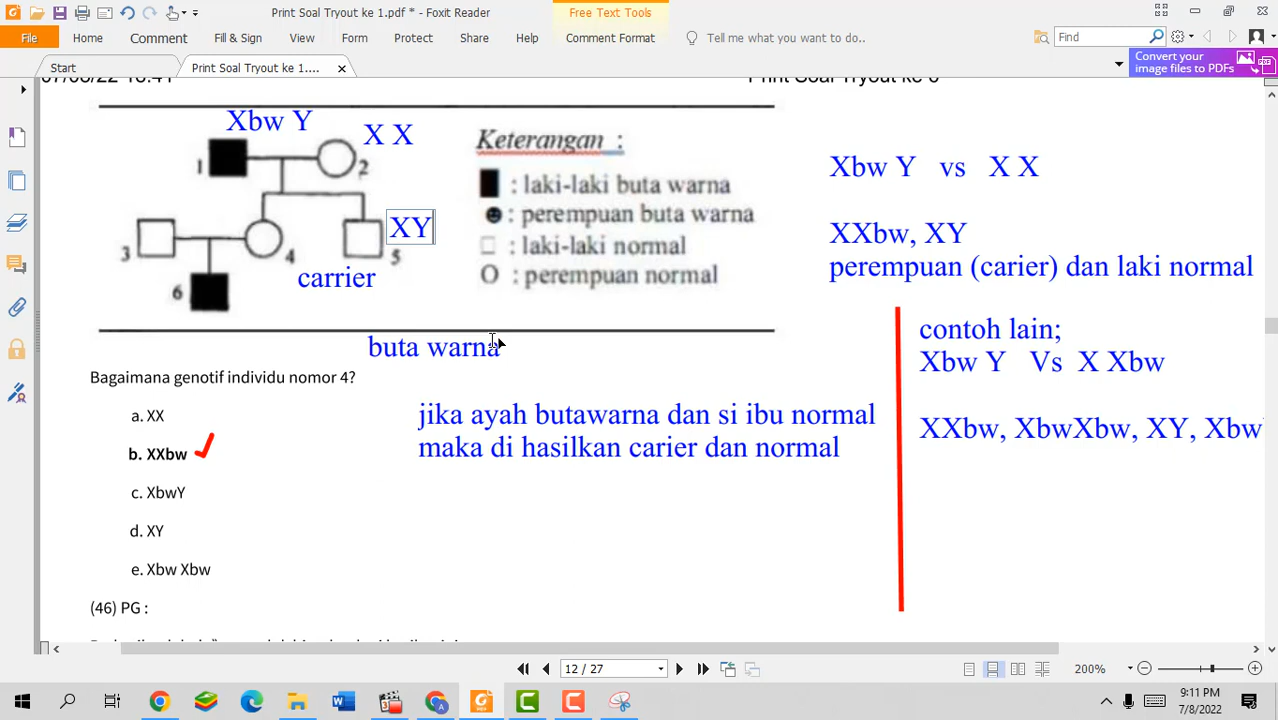 Print Soal Tryout ke 1.pdf * - Foxit Reader
Free Text Tools
File
Home
Comment
Fill & Sign
View
Form
Protect
Share
Help
Comment Format
Tell me what you want to do..
Find
Start
Print Soal Tryout ke 1....
Convert your
image files to PDFs
Print Soal Tryout ke
Xbw Y
X X
1
2
Keterangan :
: laki-laki buta warna
: perempuan buta warna
: laki-laki normal
: perempuan normal
3
4
XY
5
carrier
6
buta warna
Xbw Y vs X X
XXbw, XY
perempuan (carier) dan laki normal
contoh lain;
Xbw Y Vs X Xbw
XXbw, XbwXbw, XY, Xbw
Bagaimana genotif individu nomor 4?
a. XX
b. XXbw
c. XbwY
d. XY
e. Xbw Xbw
jika ayah butawarna dan si ibu normal
maka di hasilkan carier dan normal
(46) PG :
12 / 27
200%
9:11 PM
7/8/2022